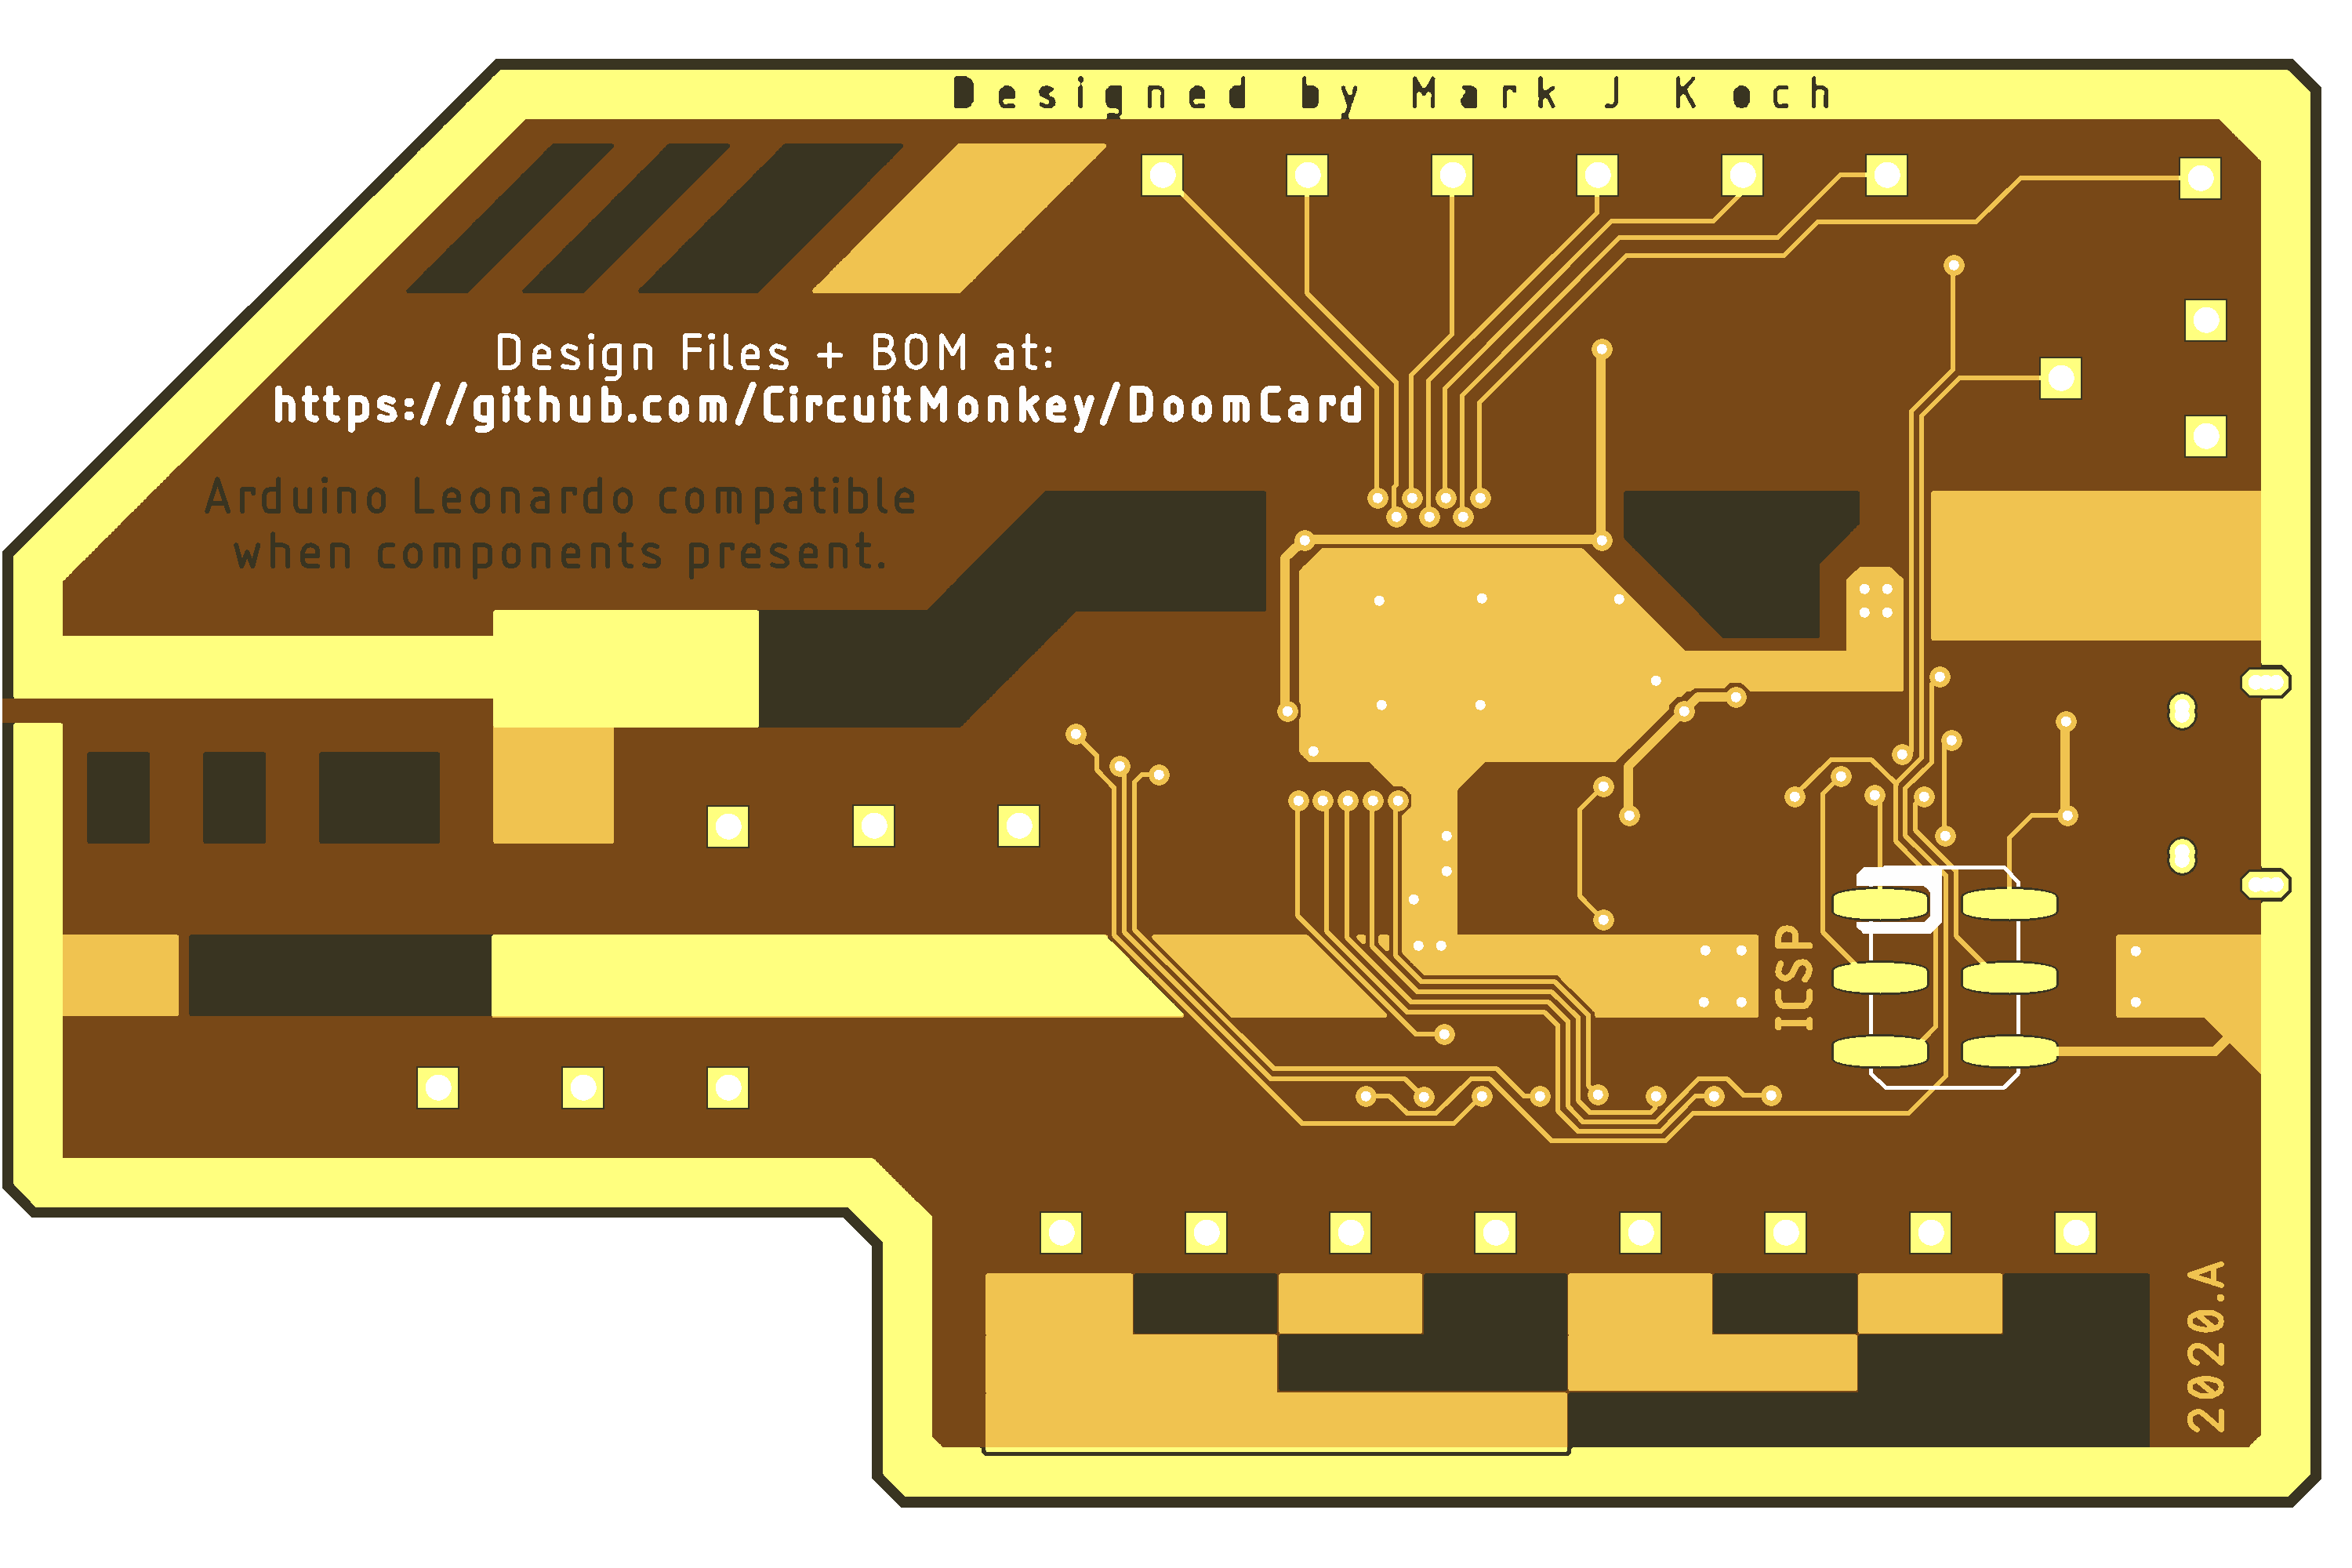 Designed by Mark J Koch
Design Files + BOM at:
https://github.com/CircuitMonkey/DoomCard
Arduino Leonardo compatible
when components present.
ICSP
2020.A